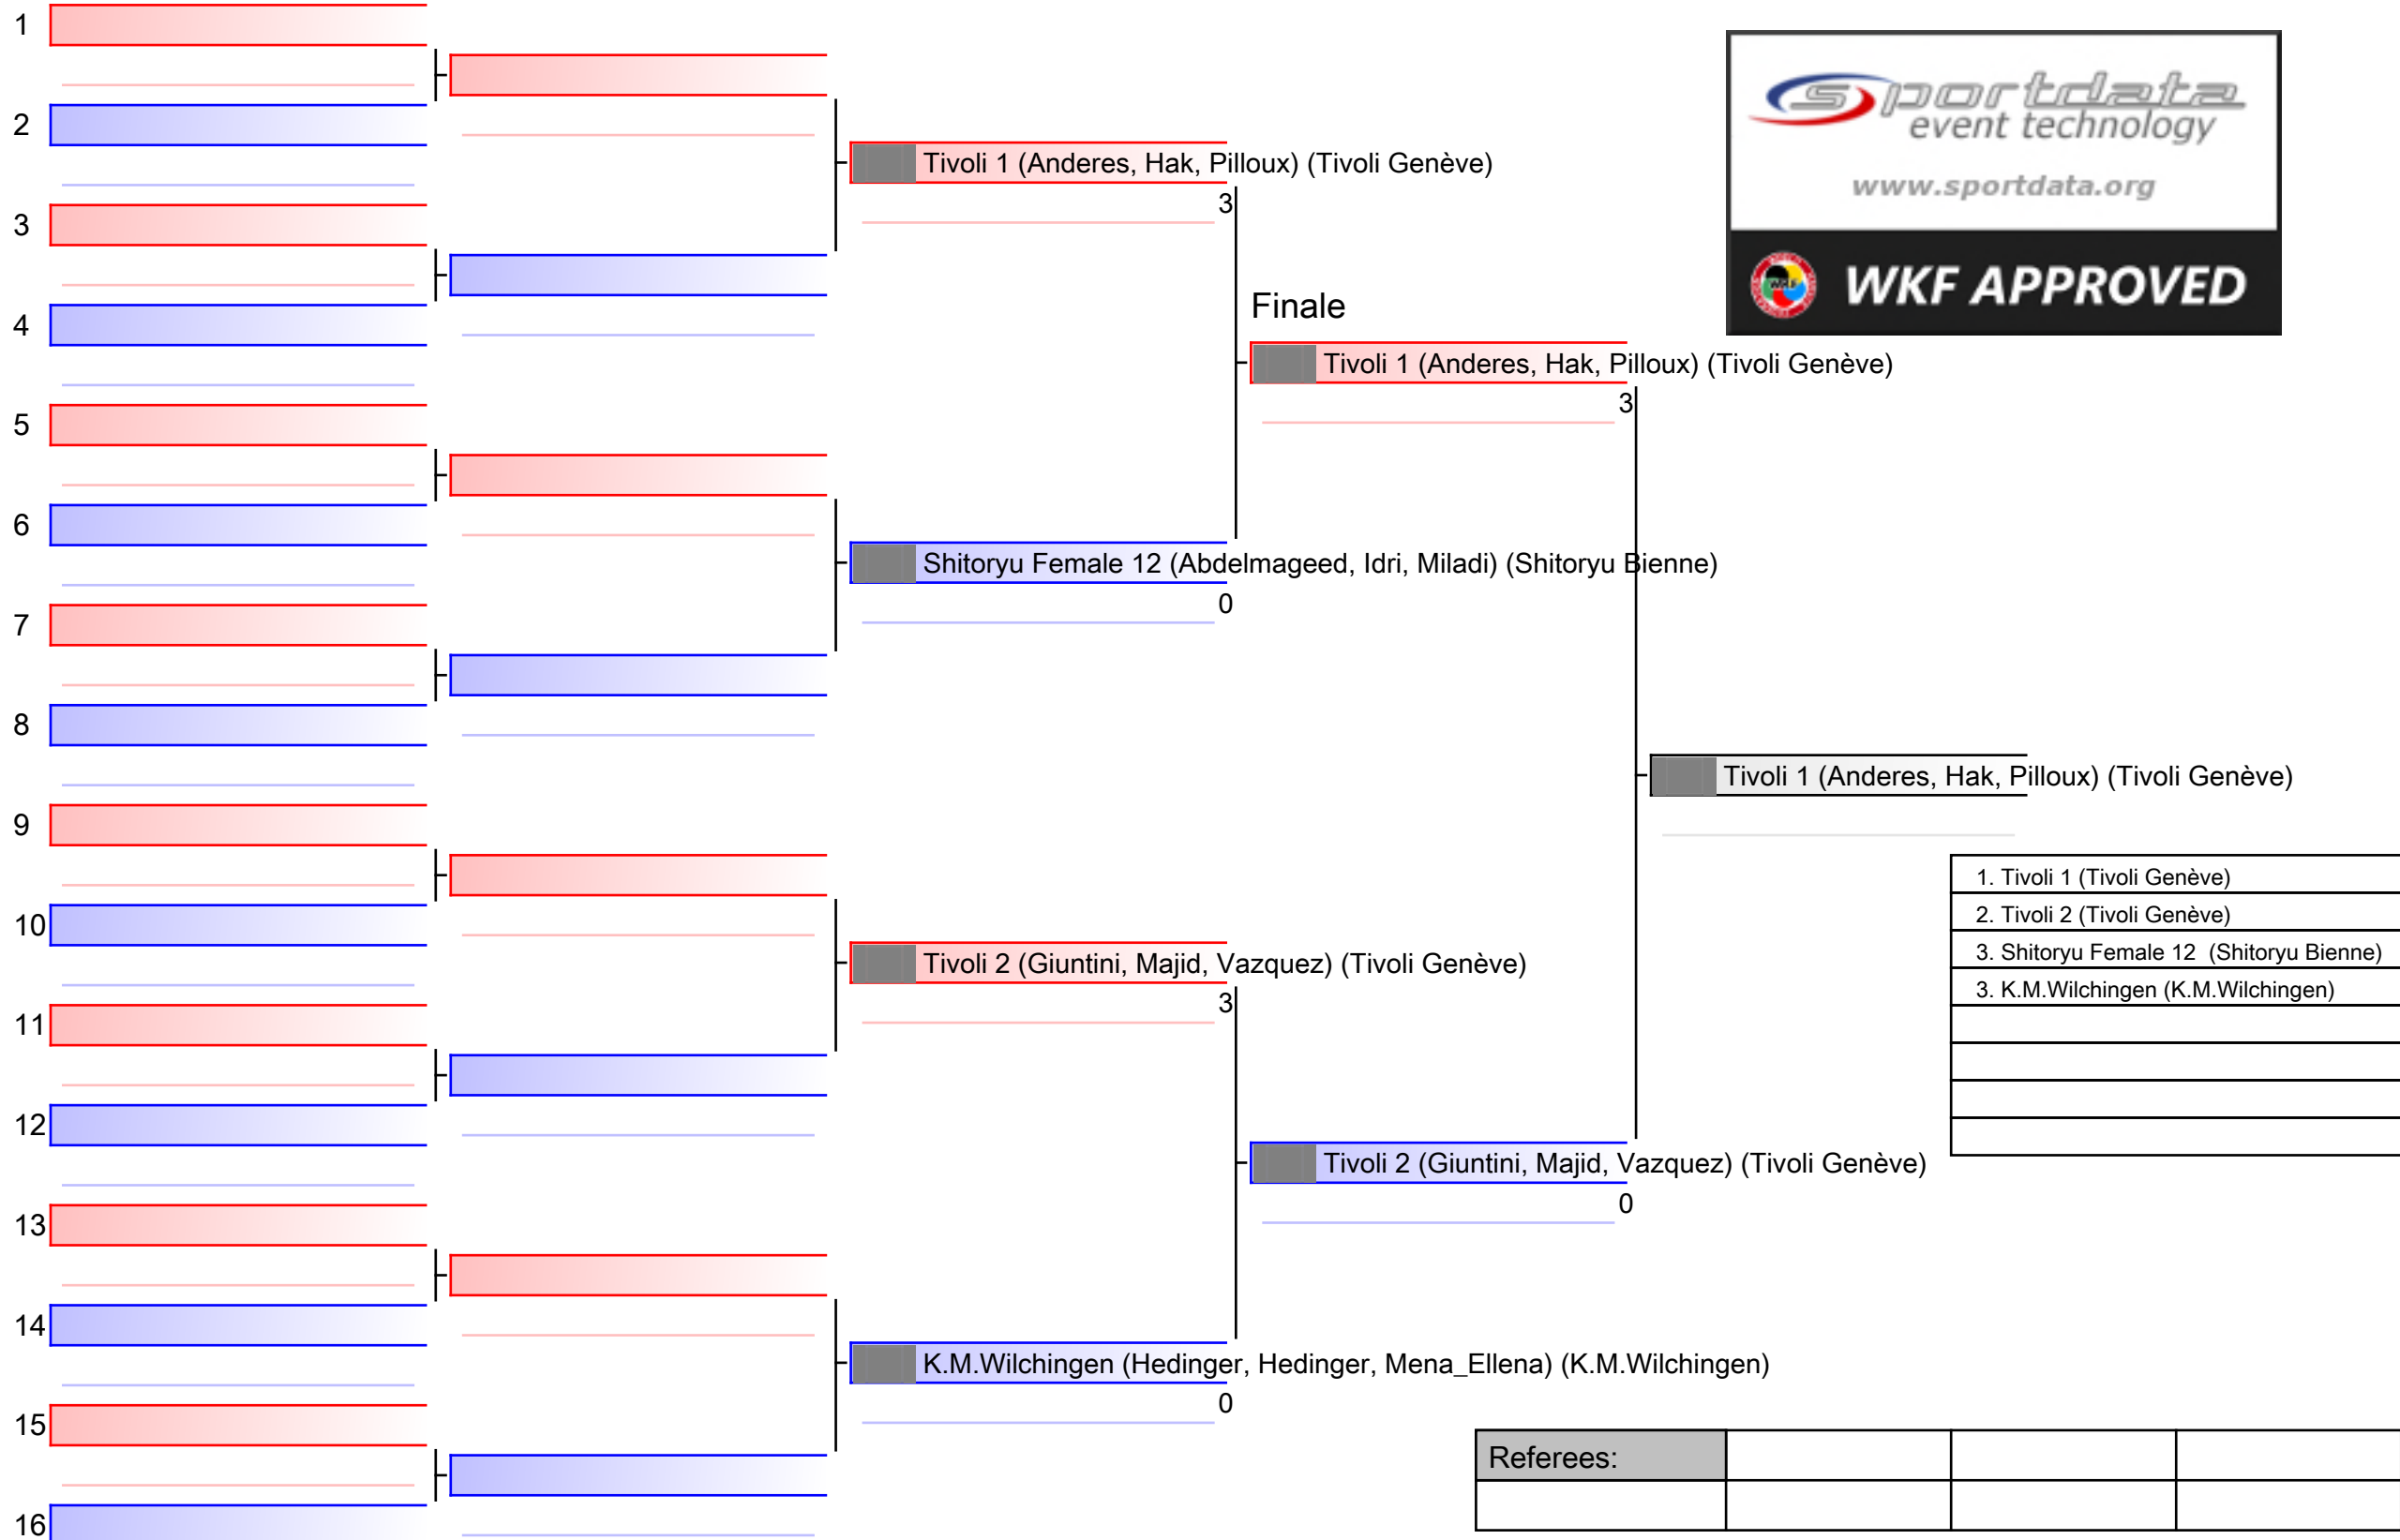 1
2
3
4
5
6
7
8
9
10
11
12
13
14
15
16
Tivoli 1 (Anderes, Hak, Pilloux) (Tivoli Genève)
3
Shitoryu Female 12 (Abdelmageed, Idri, Miladi) (Shitoryu Bienne)
0
Tivoli 2 (Giuntini, Majid, Vazquez) (Tivoli Genève)
3
K.M.Wilchingen (Hedinger, Hedinger, Mena_Ellena) (K.M.Wilchingen)
0
Finale
Tivoli 1 (Anderes, Hak, Pilloux) (Tivoli Genève)
3
Tivoli 2 (Giuntini, Majid, Vazquez) (Tivoli Genève)
0
Tivoli 1 (Anderes, Hak, Pilloux) (Tivoli Genève)
sportdata
event technology
www.sportdata.org
WKF
WKF APPROVED
1. Tivoli 1 (Tivoli Genève)
2. Tivoli 2 (Tivoli Genève)
3. Shitoryu Female 12 (Shitoryu Bienne)
3. K.M.Wilchingen (K.M.Wilchingen)
Referees: